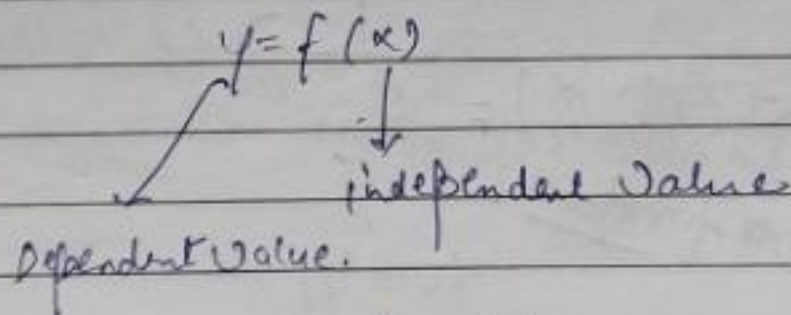 y = f (x)
independent Value
Dependent Value.